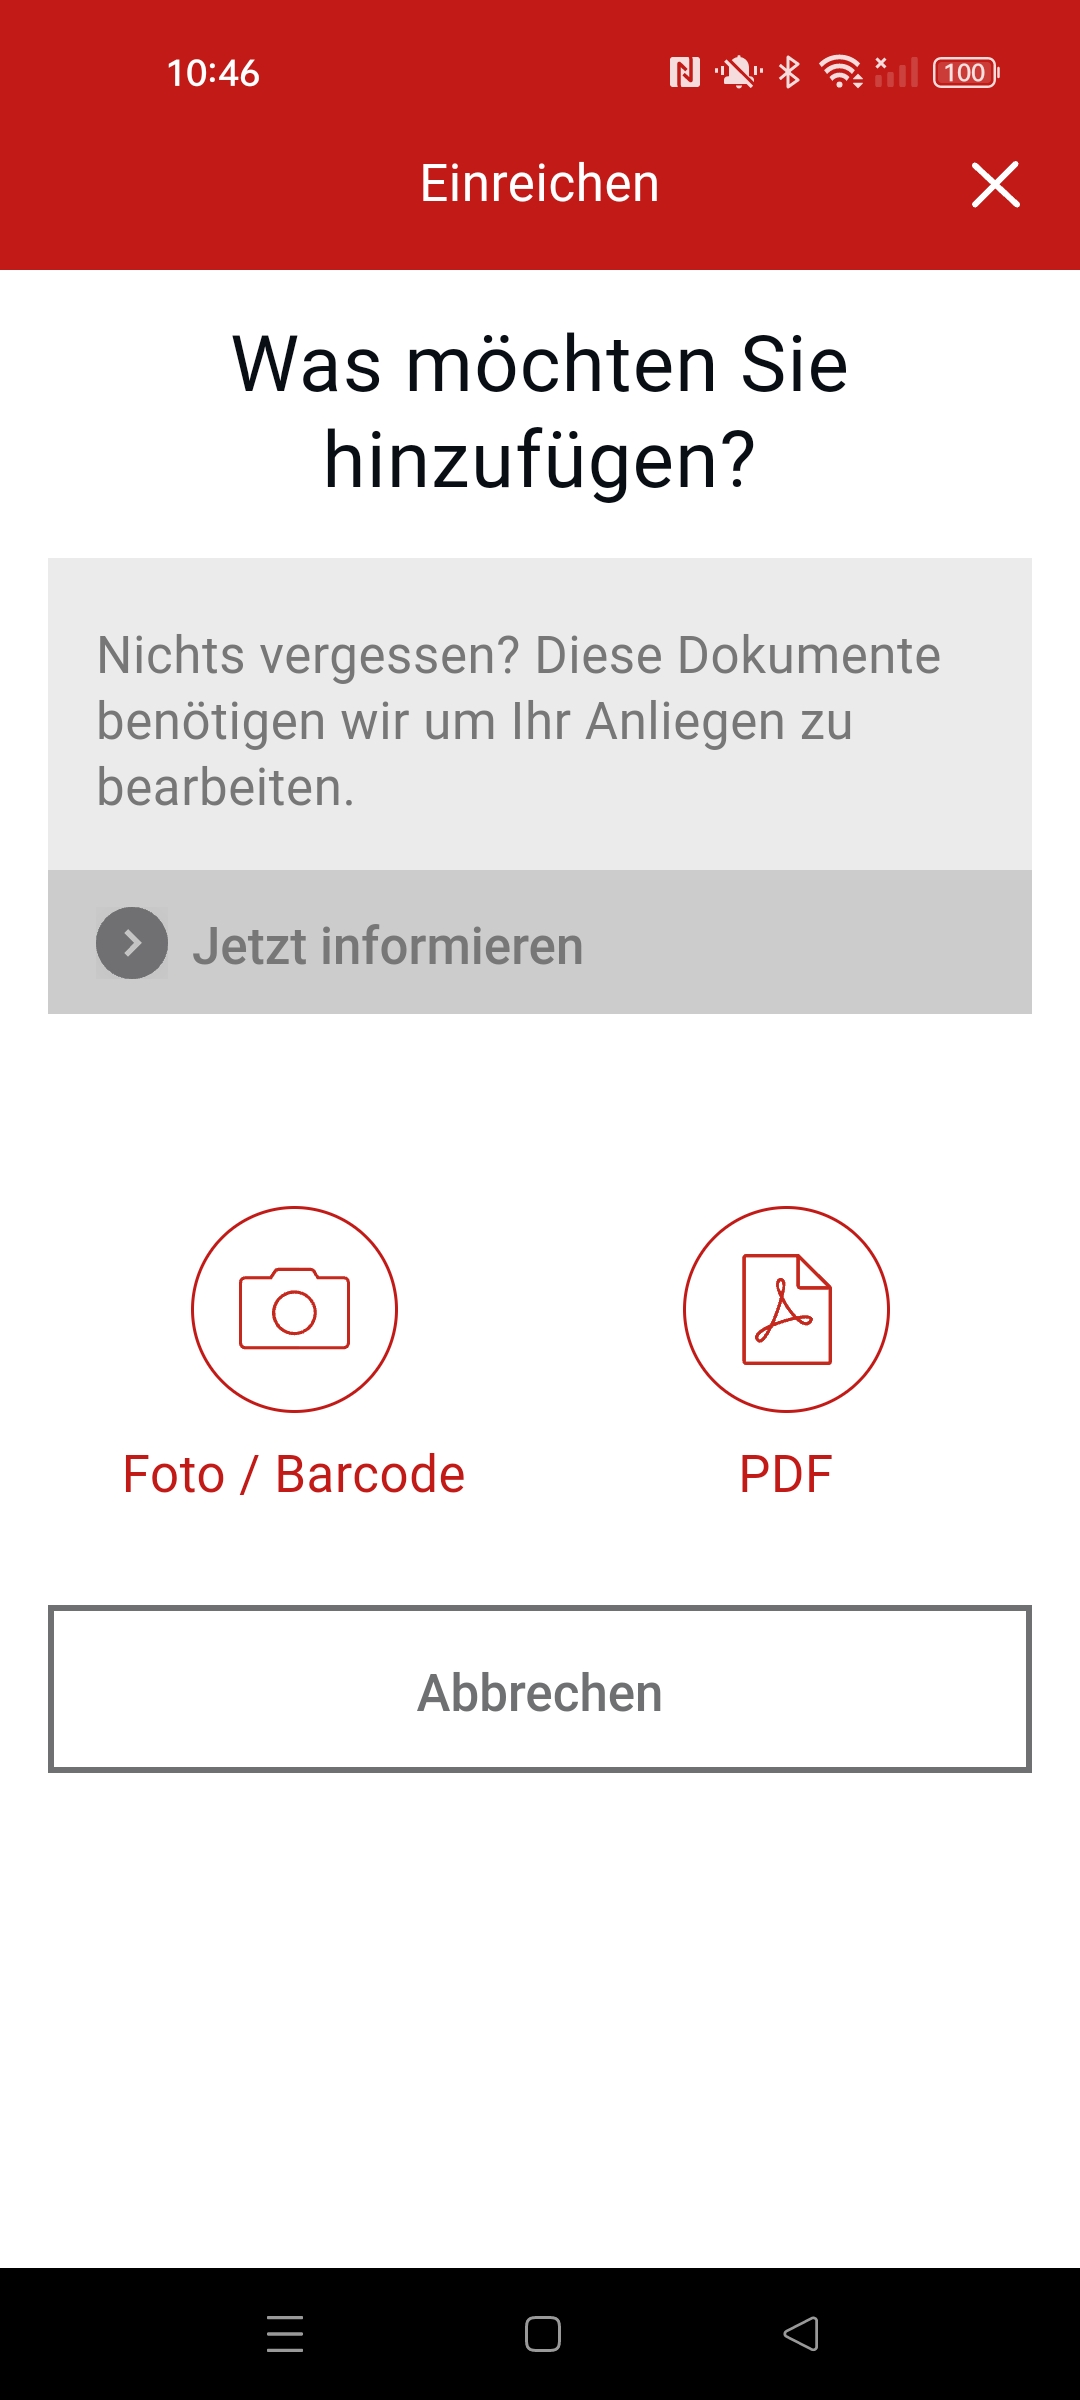 10:46
100
Einreichen
Was möchten Sie
hinzufügen?
Nichts vergessen? Diese Dokumente
benötigen wir um Ihr Anliegen zu
bearbeiten.
Jetzt informieren
Foto / Barcode
PDF
Abbrechen